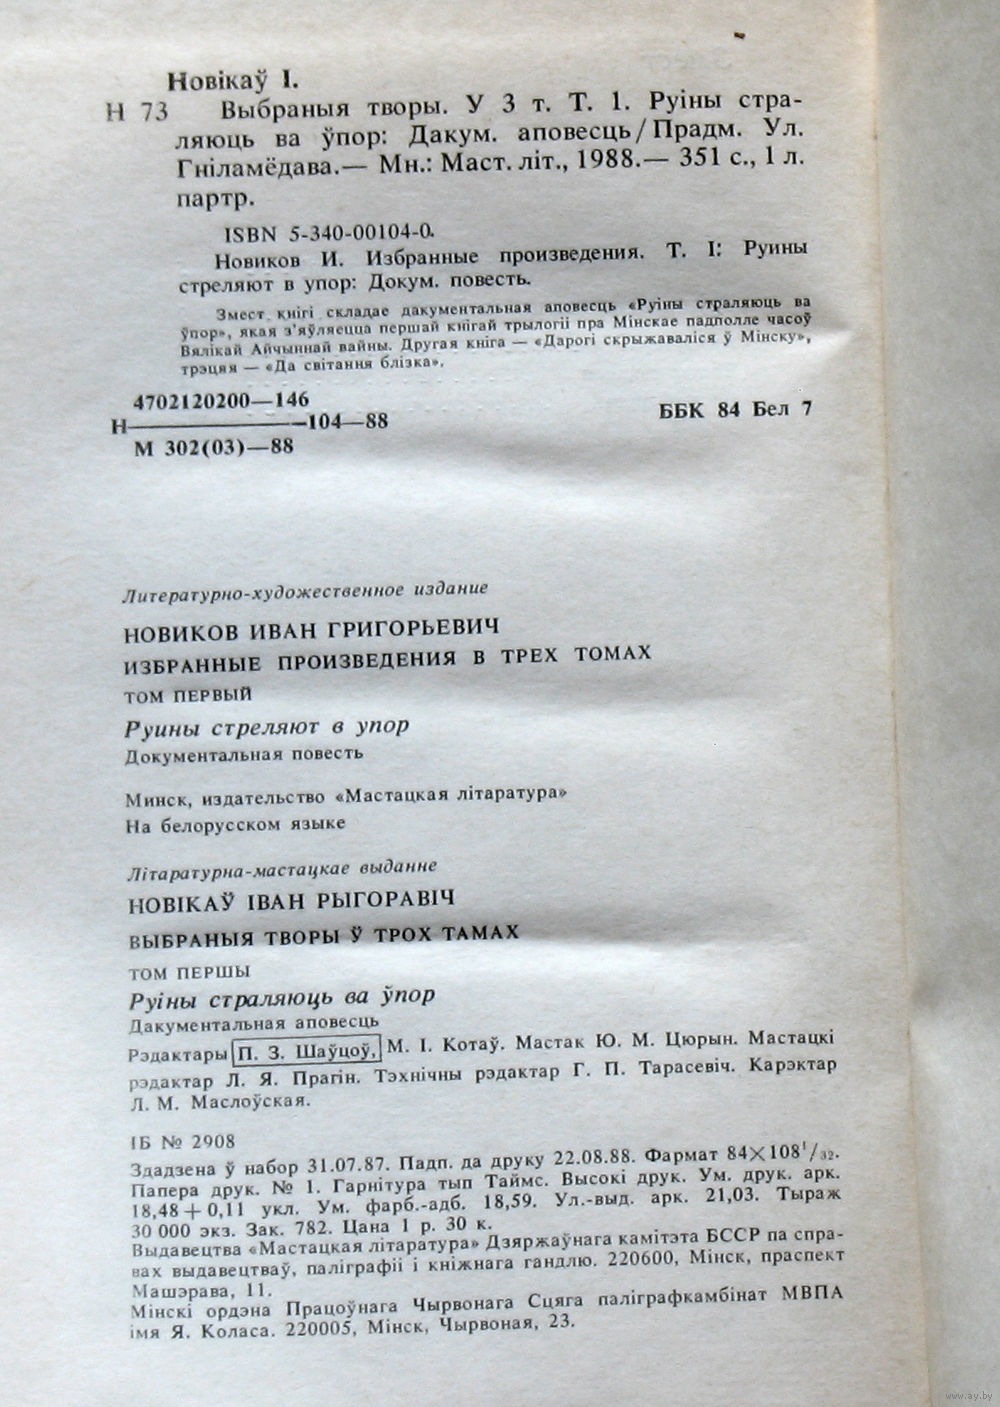 Новікаў І.
Н 73 Выбраныя творы. У 3 т. Т. 1. Руіны стра-
ляюць ва ўпор: Дакум. аповесць / Прадм. Ул.
Гніламёдава.— Мн.: Маст. літ., 1988.— 351 с., 1 л.
партр.
ISBN 5-340-00104-0.
Новиков И. Избранные произведения. Т. I: Руины
стреляют в упор: Докум. повесть.
Змест кнігі складае дакументальная аповесць «Руіны страляюць ва
ўпор», якая з'яўляецца першай кнігай трылогіі пра Мінскае падполле часоў
Вялікай Айчыннай вайны. Другая кніга — «Дарогі скрыжаваліся ў Мінску»,
трэцяя — «Да світання блізка».
4702120200—146
Н————————104—88
М 302(03)—88
ББК 84 Бел 7
Литературно-художественное издание
НОВИКОВ ИВАН ГРИГОРЬЕВИЧ
ИЗБРАННЫЕ ПРОИЗВЕДЕНИЯ В ТРЕХ ТОМАХ
ТОМ ПЕРВЫЙ
Руины стреляют в упор
Документальная повесть
Минск, издательство «Мастацкая літаратура»
На белорусском языке
Літаратурна-мастацкае выданне
НОВІКАЎ ІВАН РЫГОРАВІЧ
ВЫБРАНЫЯ ТВОРЫ Ў ТРОХ ТАМАХ
ТОМ ПЕРШЫ
Руіны страляюць ва ўпор
Дакументальная аповесць
Рэдактары П. З. Шаўцоў, М. І. Котаў. Мастак Ю. М. Цюрын. Мастацкі
рэдактар Л. Я. Прагін. Тэхнічны рэдактар Г. П. Тарасевіч. Карэктар
Л. М. Маслоўская.
ІБ № 2908
Здадзена ў набор 31.07.87. Падп. да друку 22.08.88. Фармат 84×108¹/₃₂.
Папера друк. № 1. Гарнітура тып Таймс. Высокі друк. Ум. друк. арк.
18,48+0,11 укл. Ум. фарб.-адб. 18,59. Ул.-выд. арк. 21,03. Тыраж
30 000 экз. Зак. 782. Цана 1 р. 30 к.
Выдавецтва «Мастацкая літаратура» Дзяржаўнага камітэта БССР па спра-
вах выдавецтваў, паліграфіі і кніжнага гандлю. 220600, Мінск, праспект
Машэрава, 11.
Мінскі ордэна Працоўнага Чырвонага Сцяга паліграфкамбінат МВПА
імя Я. Коласа. 220005, Мінск, Чырвоная, 23.
www.ay.by